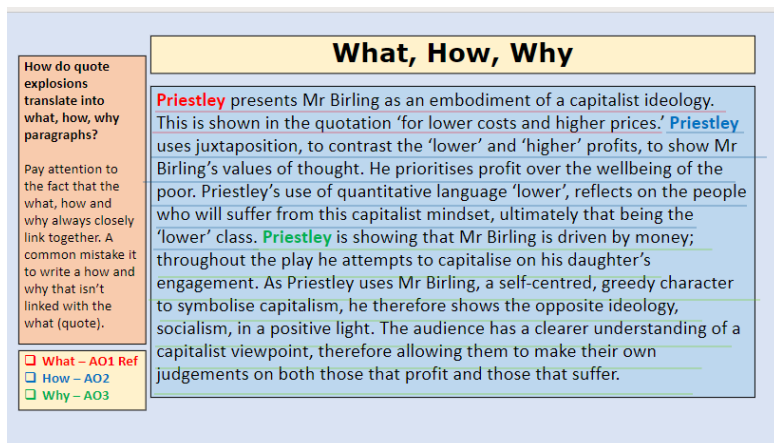 What, How, Why
How do quote
explosions
translate into
what, how, why
paragraphs?
Pay attention to
the fact that the
what, how and
why always closely
link together. A
common mistake it
to write a how and
why that isn't
linked with the
what (quote).
What – AO1 Ref
How – AO2
Why – AO3
Priestley presents Mr Birling as an embodiment of a capitalist ideology.
This is shown in the quotation 'for lower costs and higher prices.' Priestley
uses juxtaposition, to contrast the 'lower' and 'higher' profits, to show Mr
Birling's values of thought. He prioritises profit over the wellbeing of the
poor. Priestley's use of quantitative language 'lower', reflects on the people
who will suffer from this capitalist mindset, ultimately that being the
'lower' class. Priestley is showing that Mr Birling is driven by money;
throughout the play he attempts to capitalise on his daughter's
engagement. As Priestley uses Mr Birling, a self-centred, greedy character
to symbolise capitalism, he therefore shows the opposite ideology,
socialism, in a positive light. The audience has a clearer understanding of a
capitalist viewpoint, therefore allowing them to make their own
judgements on both those that profit and those that suffer.